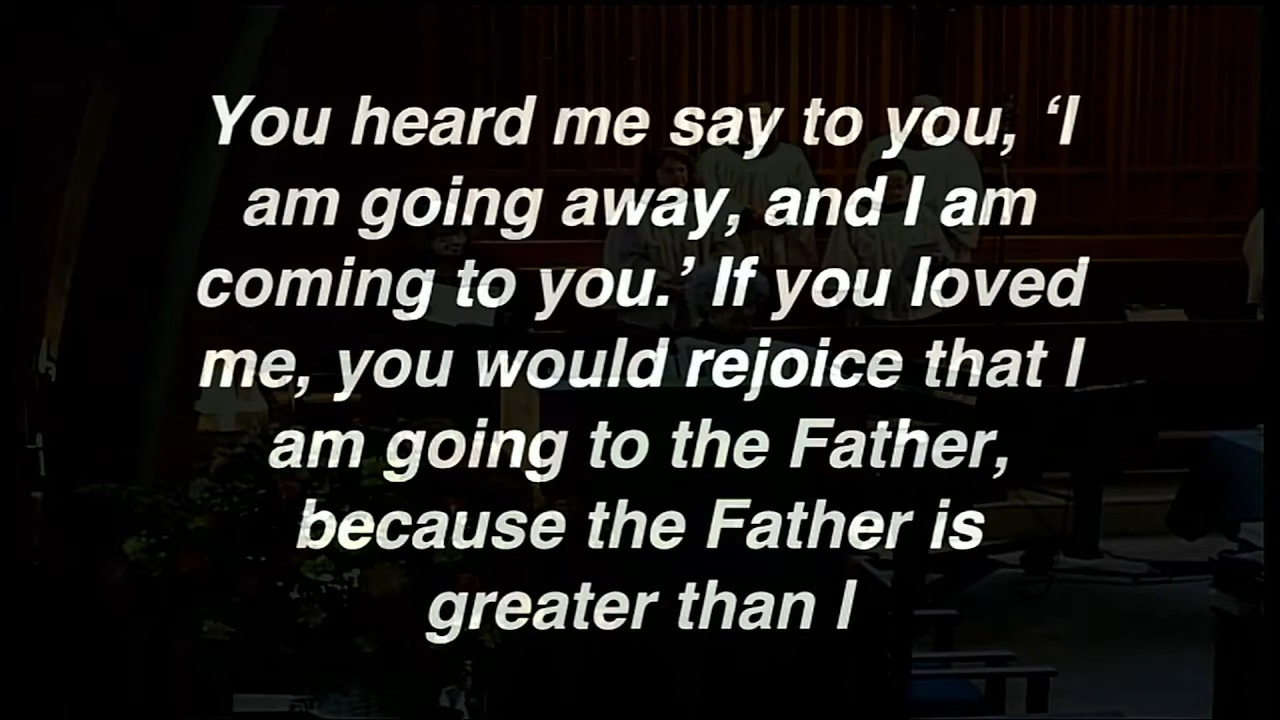 You heard me say to you, ‘I
am going away, and I am
coming to you.’ If you loved
me, you would rejoice that I
am going to the Father,
because the Father is
greater than I